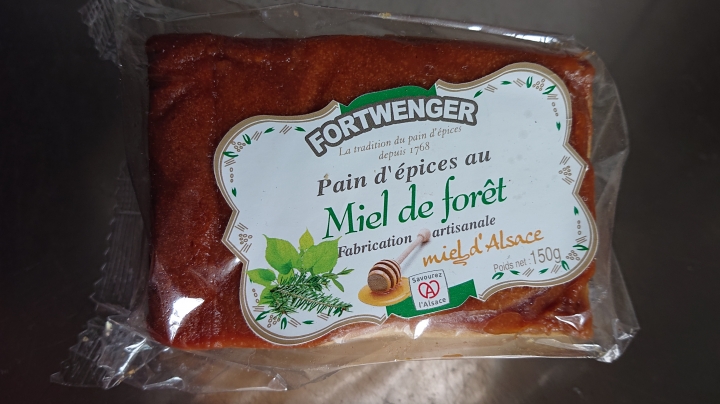 FORTWENGER
La tradition du pain d'épices
depuis 1768
Pain d'épices au
Miel de forêt
Fabrication artisanale
miel d'Alsace
Poids net : 150g
Savourez
l'Alsace